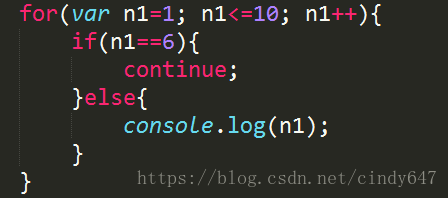 for(var n1=1; n1<=10; n1++){
    if(n1==6){
        continue;
    }else{
        console.log(n1);
    }
}
https://blog.csdn.net/cindy647